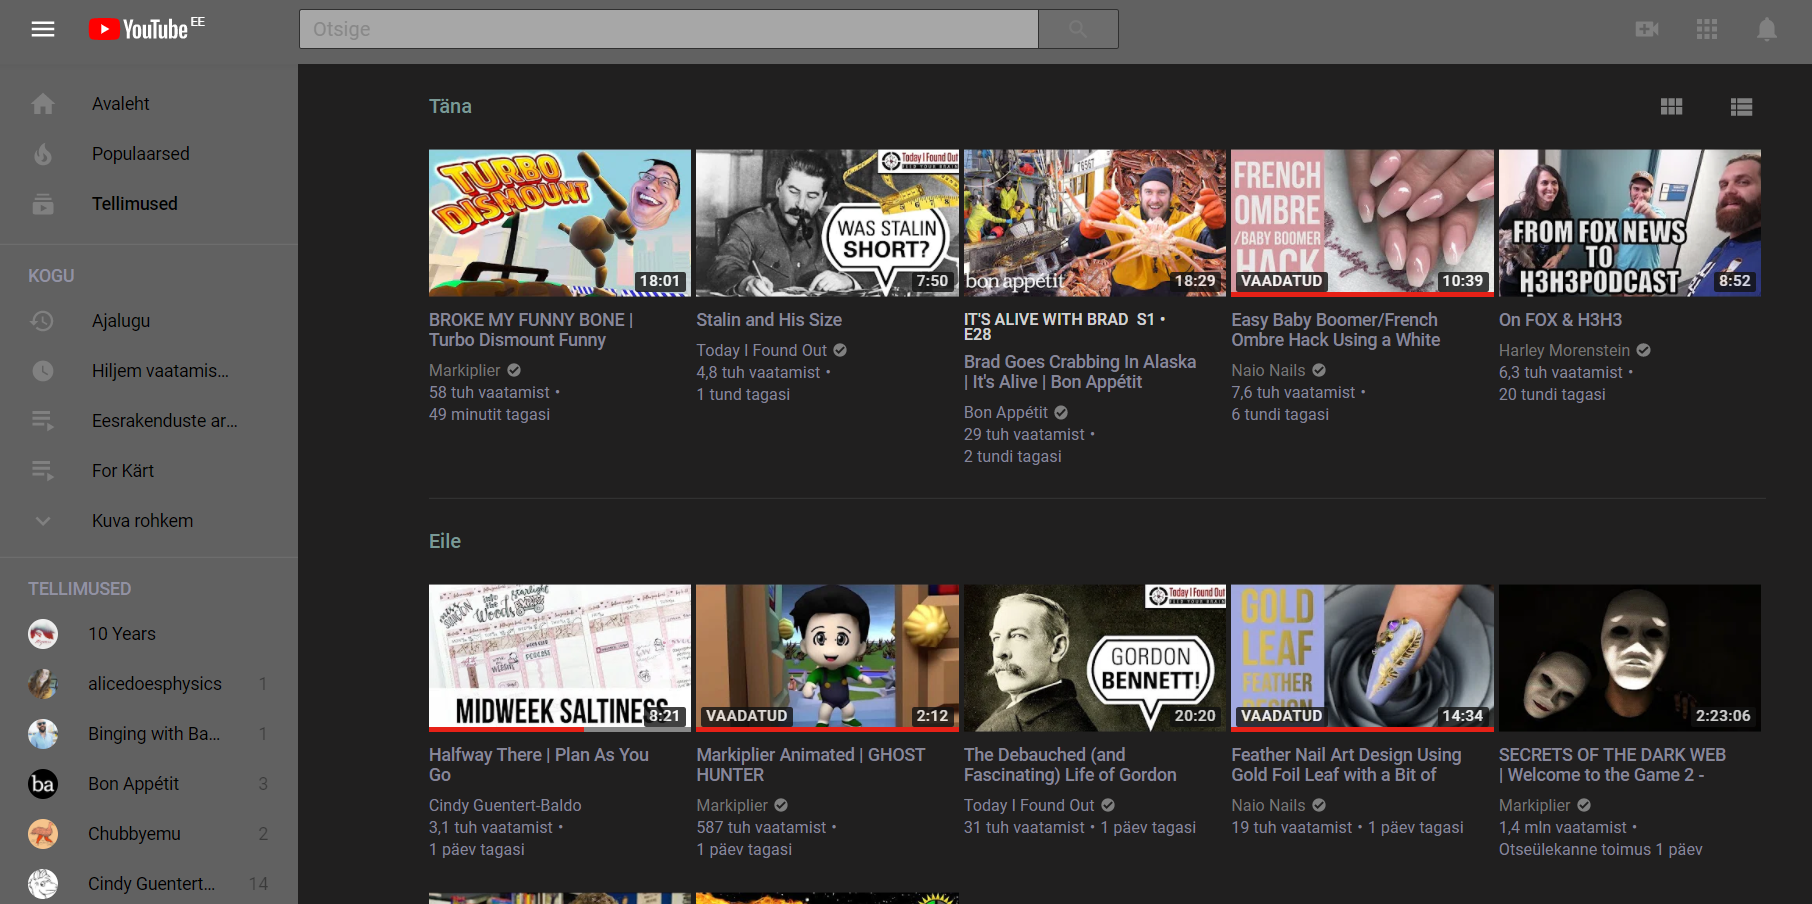 YouTube EE
Otsige
Avaleht
Populaarsed
Tellimused
KOGU
Ajalugu
Hiljem vaatamis...
Eesrakenduste ar...
For Kärt
Kuva rohkem
TELLIMUSED
10 Years
alicedoesphysics 1
Binging with Ba... 1
Bon Appétit 3
Chubbyemu 2
Cindy Guentert... 14
Täna
TURBO
DISMOUNT
18:01
BROKE MY FUNNY BONE |
Turbo Dismount Funny
Markiplier
58 tuh vaatamist •
49 minutit tagasi
Today I Found Out
FEED YOUR BRAIN
WAS STALIN
SHORT?
7:50
Stalin and His Size
Today I Found Out
4,8 tuh vaatamist •
1 tund tagasi
bon appétit
18:29
IT'S ALIVE WITH BRAD S1 •
E28
Brad Goes Crabbing In Alaska
| It's Alive | Bon Appétit
Bon Appétit
29 tuh vaatamist •
2 tundi tagasi
FRENCH
OMBRE
/BABY BOOMER
HACK
VAADATUD
10:39
Easy Baby Boomer/French
Ombre Hack Using a White
Naio Nails
7,6 tuh vaatamist •
6 tundi tagasi
FROM FOX NEWS
TO
H3H3PODCAST
8:52
On FOX & H3H3
Harley Morenstein
6,3 tuh vaatamist •
20 tundi tagasi
Eile
MIDWEEK SALTINESS
8:21
Halfway There | Plan As You
Go
Cindy Guentert-Baldo
3,1 tuh vaatamist •
1 päev tagasi
VAADATUD
2:12
Markiplier Animated | GHOST
HUNTER
Markiplier
587 tuh vaatamist •
1 päev tagasi
Today I Found Out
FEED YOUR BRAIN
GORDON
BENNETT!
20:20
The Debauched (and
Fascinating) Life of Gordon
Today I Found Out
31 tuh vaatamist • 1 päev tagasi
GOLD
LEAF
FEATHER
DESIGN
VAADATUD
14:34
Feather Nail Art Design Using
Gold Foil Leaf with a Bit of
Naio Nails
19 tuh vaatamist • 1 päev tagasi
2:23:06
SECRETS OF THE DARK WEB
| Welcome to the Game 2 -
Markiplier
1,4 mln vaatamist •
Otseülekanne toimus 1 päev